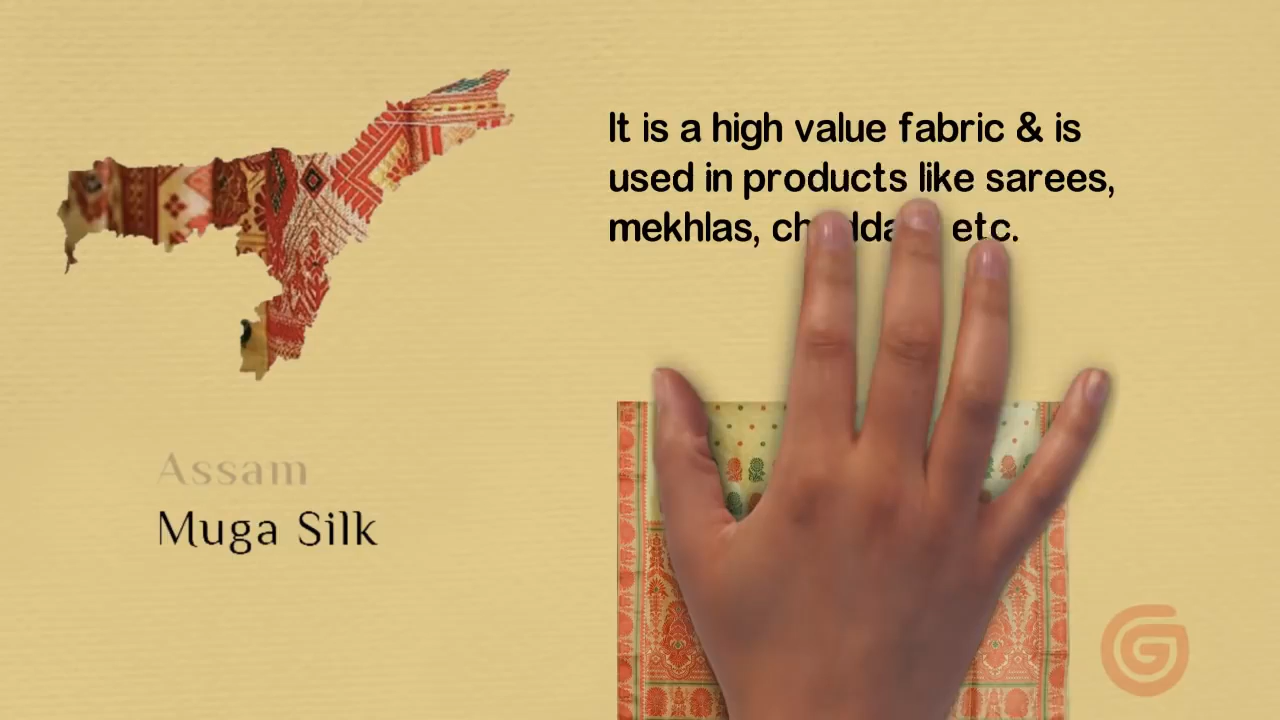 It is a high value fabric & is
used in products like sarees,
mekhlas, etc.
Assam
Muga Silk